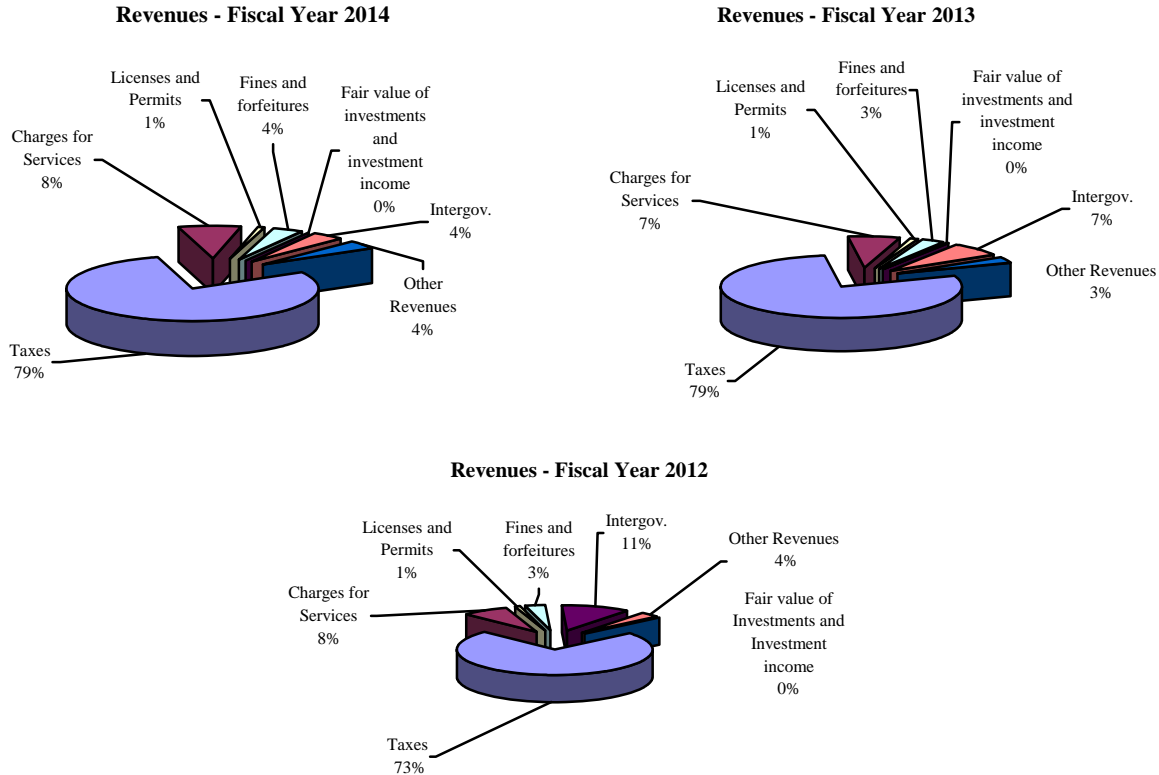 Revenues - Fiscal Year 2014
Licenses and
Permits
1%
Fines and
forfeitures
4%
Fair value of
investments
and
investment
income
0%
Charges for
Services
8%
Intergov.
4%
Other
Revenues
4%
Taxes
79%
Revenues - Fiscal Year 2013
Licenses and
Permits
1%
Fines and
forfeitures
3%
Fair value of
investments and
investment
income
0%
Charges for
Services
7%
Intergov.
7%
Other Revenues
3%
Taxes
79%
Revenues - Fiscal Year 2012
Licenses and
Permits
1%
Fines and
forfeitures
3%
Intergov.
11%
Other Revenues
4%
Charges for
Services
8%
Fair value of
Investments and
Investment
income
0%
Taxes
73%